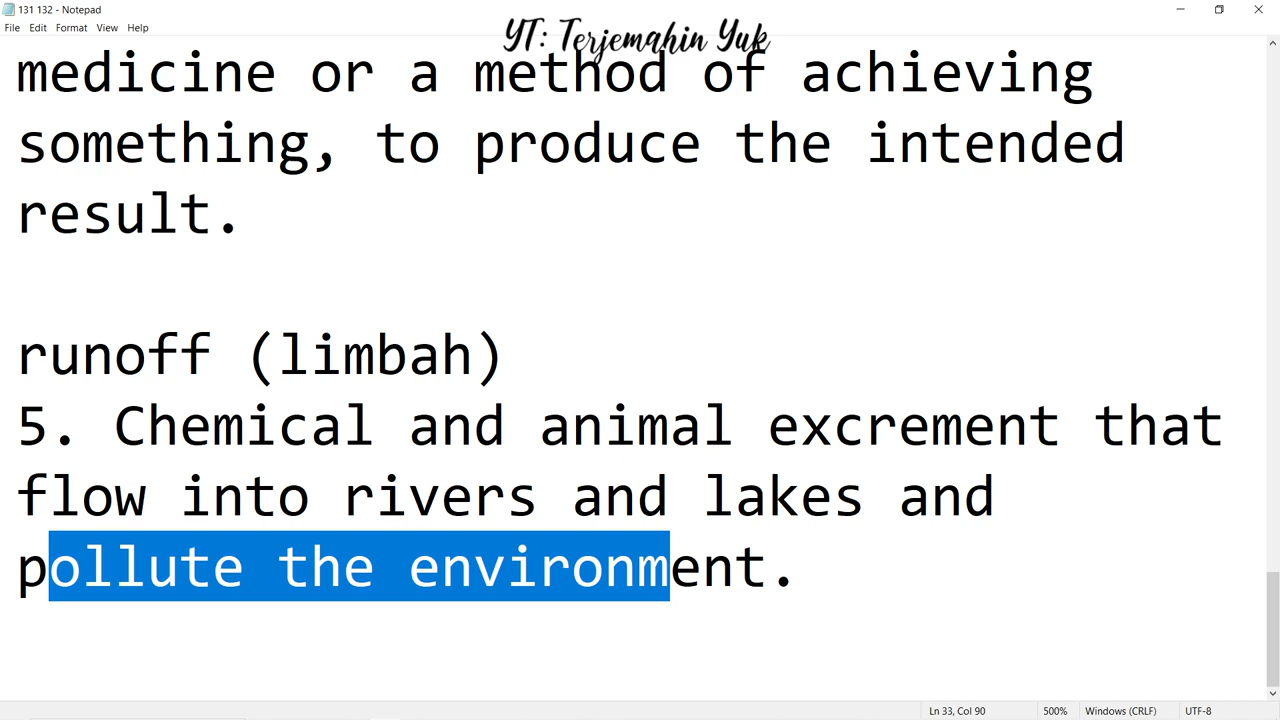 131 132 - Notepad
File Edit Format View Help
YT: Terjemahin Yuk
medicine or a method of achieving
something, to produce the intended
result.
runoff (limbah)
5. Chemical and animal excrement that
flow into rivers and lakes and
pollute the environment.
Ln 33, Col 90 500% Windows (CRLF) UTF-8